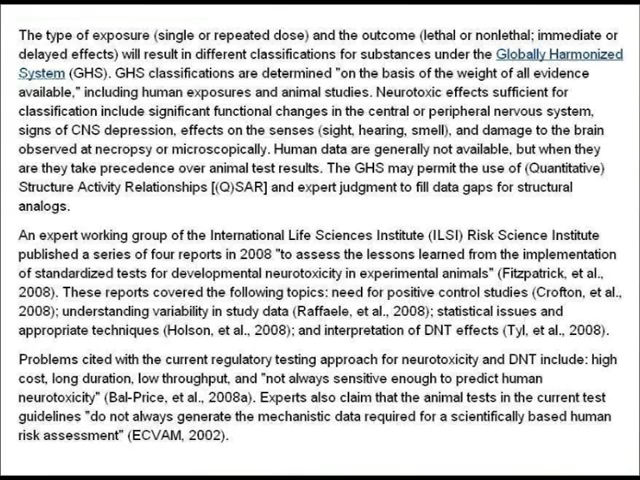 The type of exposure (single or repeated dose) and the outcome (lethal or nonlethal; immediate or
delayed effects) will result in different classifications for substances under the Globally Harmonized
System (GHS). GHS classifications are determined "on the basis of the weight of all evidence
available," including human exposures and animal studies. Neurotoxic effects sufficient for
classification include significant functional changes in the central or peripheral nervous system,
signs of CNS depression, effects on the senses (sight, hearing, smell), and damage to the brain
observed at necropsy or microscopically. Human data are generally not available, but when they
are they take precedence over animal test results. The GHS may permit the use of (Quantitative)
Structure Activity Relationships [(Q)SAR] and expert judgment to fill data gaps for structural
analogs.
An expert working group of the International Life Sciences Institute (ILSI) Risk Science Institute
published a series of four reports in 2008 "to assess the lessons learned from the implementation
of standardized tests for developmental neurotoxicity in experimental animals" (Fitzpatrick, et al.,
2008). These reports covered the following topics: need for positive control studies (Crofton, et al.,
2008); understanding variability in study data (Raffaele, et al., 2008); statistical issues and
appropriate techniques (Holson, et al., 2008); and interpretation of DNT effects (Tyl, et al., 2008).
Problems cited with the current regulatory testing approach for neurotoxicity and DNT include: high
cost, long duration, low throughput, and "not always sensitive enough to predict human
neurotoxicity" (Bal-Price, et al., 2008a). Experts also claim that the animal tests in the current test
guidelines "do not always generate the mechanistic data required for a scientifically based human
risk assessment" (ECVAM, 2002).